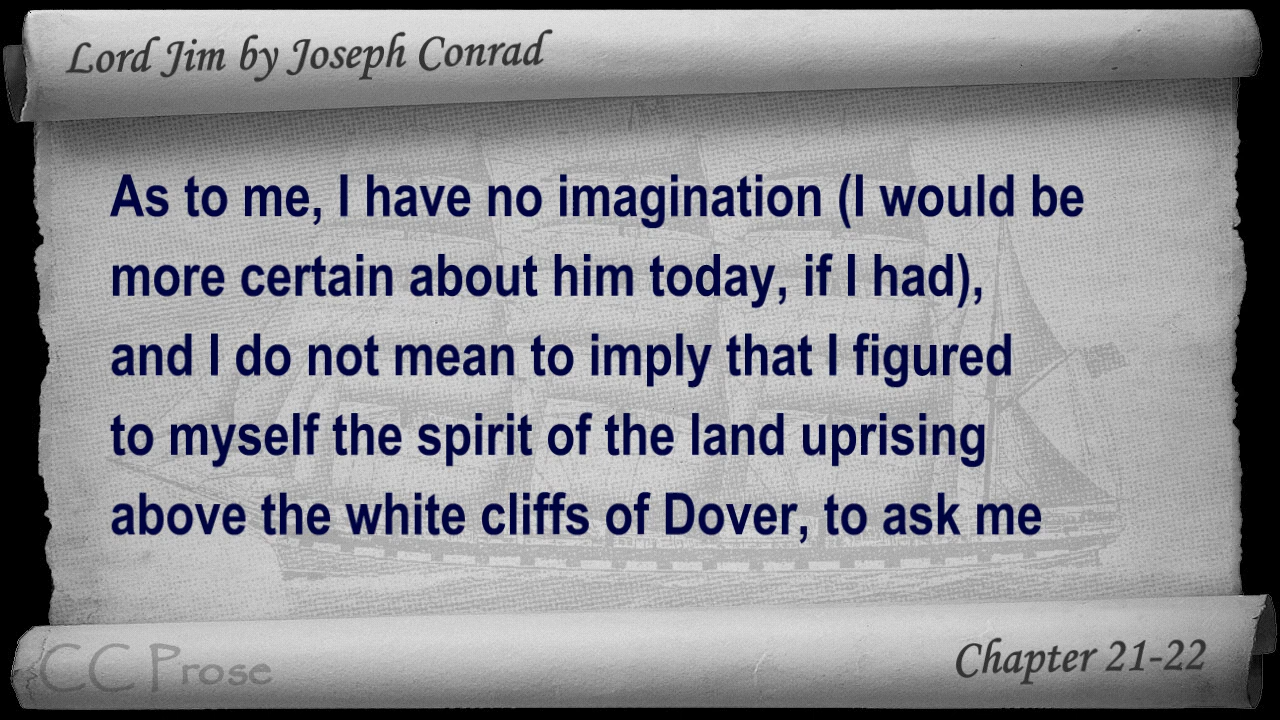 Lord Jim by Joseph Conrad
As to me, I have no imagination (I would be
more certain about him today, if I had),
and I do not mean to imply that I figured
to myself the spirit of the land uprising
above the white cliffs of Dover, to ask me
CC Prose
Chapter 21-22